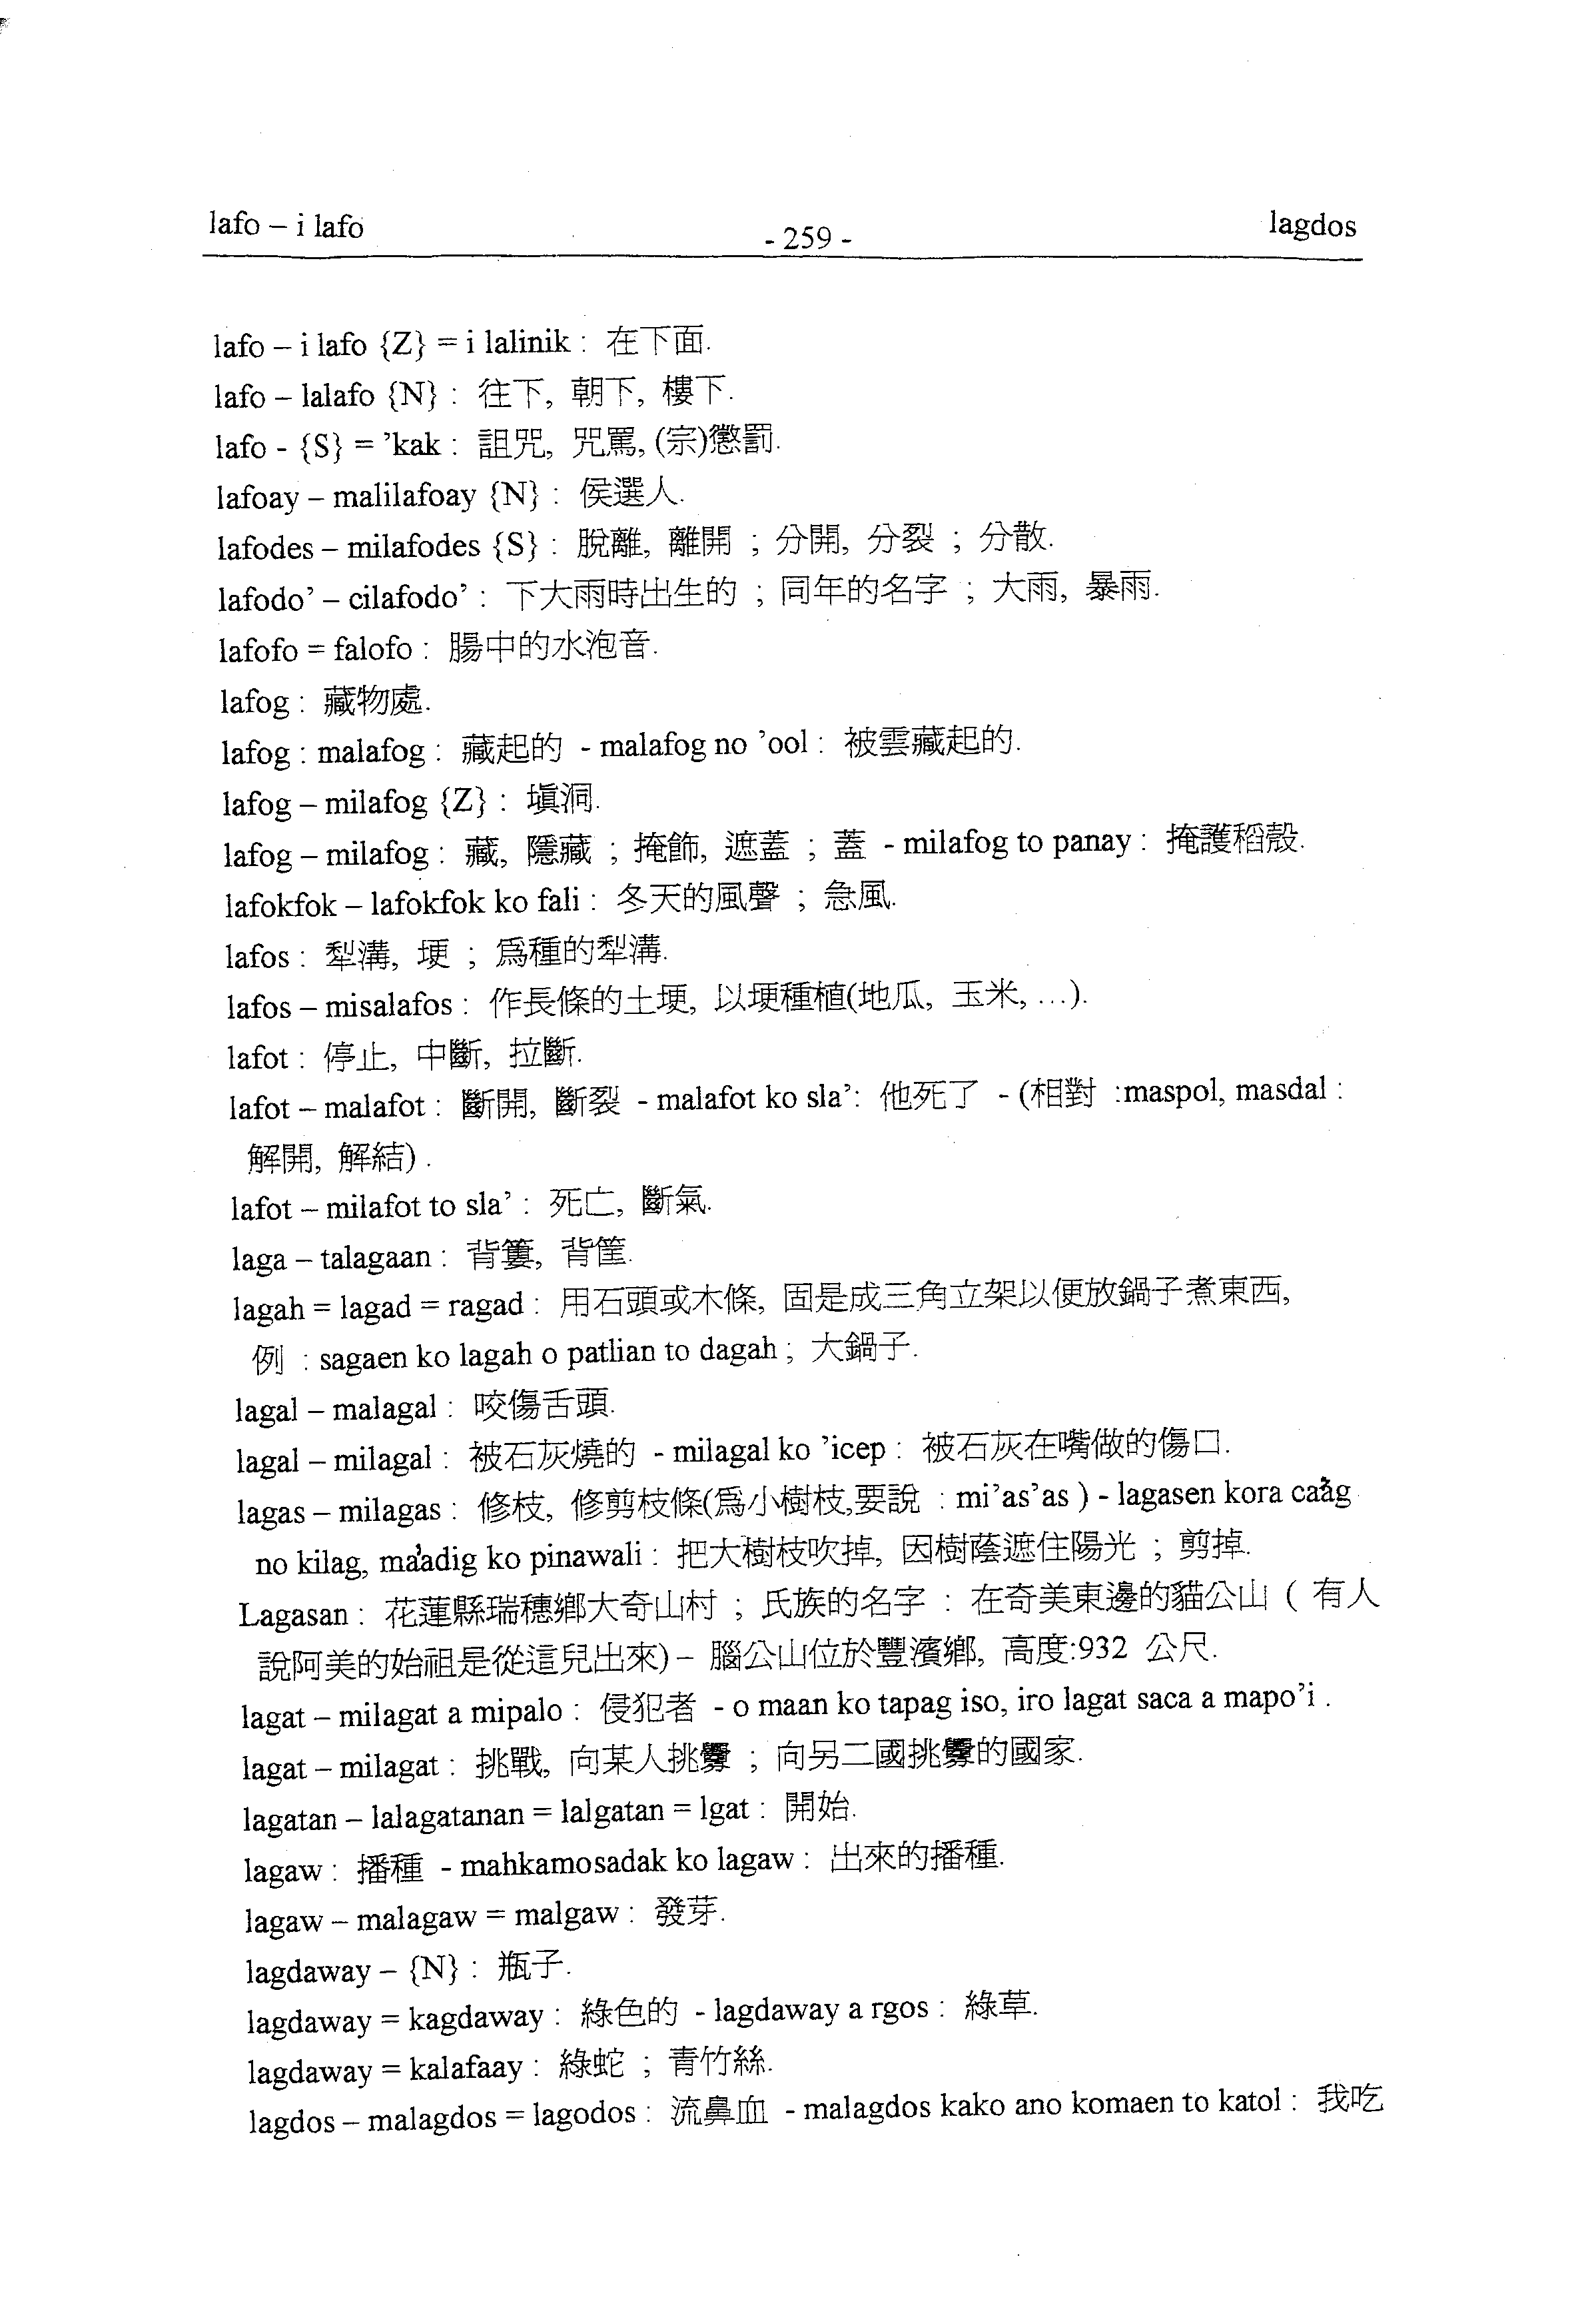 lafo – i lafo
- 259 -
lagdos
lafo – i lafo {Z} = i lalinik : 在下面.
lafo – lalafo {N} : 往下, 朝下, 樓下.
lafo - {S} = ’kak : 詛咒, 咒罵, (宗)懲罰.
lafoay – malilafoay {N} : 侯選人.
lafodes – milafodes {S} : 脫離, 離開 ; 分開, 分裂 ; 分散.
lafodo’ – cilafodo’ : 下大雨時出生的 ; 同年的名字 ; 大雨, 暴雨.
lafofo = falofo : 腸中的水泡音.
lafog : 藏物處.
lafog : malafog : 藏起的 - malafog no ’ool : 被雲藏起的.
lafog – milafog {Z} : 塡洞.
lafog – milafog : 藏, 隱藏 ; 掩飾, 遮蓋 ; 蓋 - milafog to panay : 掩護稻殼.
lafokfok – lafokfok ko fali : 冬天的風聲 ; 急風.
lafos : 犁溝, 埂 ; 爲種的犁溝.
lafos – misalafos : 作長條的土埂, 以埂種植(地瓜, 玉米, ...).
lafot : 停止, 中斷, 拉斷.
lafot – malafot : 斷開, 斷裂 - malafot ko sla’: 他死了 - (相對 :maspol, masdal :
解開, 解結) .
lafot – milafot to sla’ : 死亡, 斷氣.
laga – talagaan : 背簍, 背筐.
lagah = lagad = ragad : 用石頭或木條, 固是成三角立架以便放鍋子煮東西,
例 : sagaen ko lagah o patlian to dagah ; 大鍋子.
lagal – malagal : 咬傷舌頭.
lagal – milagal : 被石灰燒的 - milagal ko ’icep : 被石灰在嘴做的傷口.
lagas – milagas : 修枝, 修剪枝條(爲小樹枝,要說 : mi’as’as ) - lagasen kora ca’ag
no kilag, ma’adig ko pinawali : 把大樹枝吹掉, 因樹蔭遮住陽光 ; 剪掉.
Lagasan : 花蓮縣瑞穗鄉大奇山村 ; 氏族的名字 : 在奇美東邊的貓公山 ( 有人
說阿美的始祖是從這兒出來) – 腦公山位於豐濱鄉, 高度:932 公尺.
lagat – milagat a mipalo : 侵犯者 - o maan ko tapag iso, iro lagat saca a mapo’i .
lagat – milagat : 挑戰, 向某人挑釁 ; 向另二國挑釁的國家.
lagatan – lalagatanan = lalgatan = lgat : 開始.
lagaw : 播種 - mahkamosadak ko lagaw : 出來的播種.
lagaw – malagaw = malgaw : 發芽.
lagdaway – {N} : 瓶子.
lagdaway = kagdaway : 綠色的 - lagdaway a rgos : 綠草.
lagdaway = kalafaay : 綠蛇 ; 青竹絲.
lagdos – malagdos = lagodos : 流鼻血 - malagdos kako ano komaen to katol : 我吃